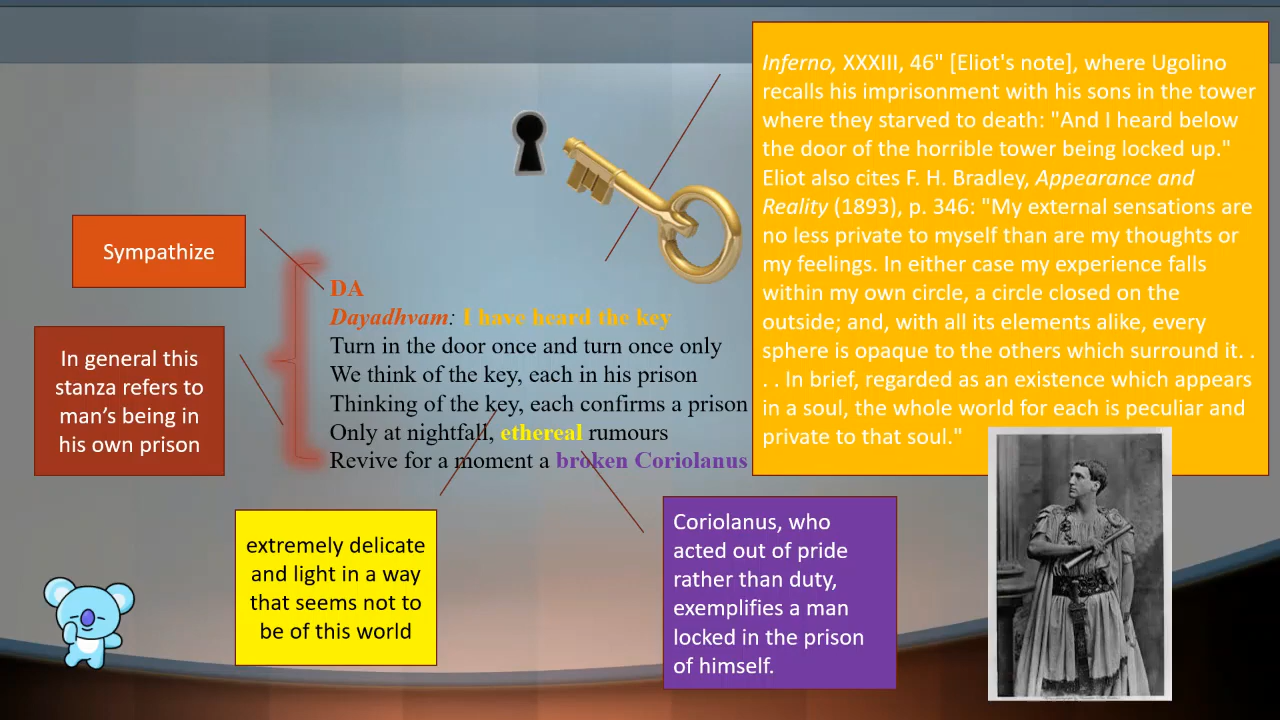 Inferno, XXXIII, 46" [Eliot's note], where Ugolino
recalls his imprisonment with his sons in the tower
where they starved to death: "And I heard below
the door of the horrible tower being locked up."
Eliot also cites F. H. Bradley, Appearance and
Reality (1893), p. 346: "My external sensations are
no less private to myself than are my thoughts or
my feelings. In either case my experience falls
within my own circle, a circle closed on the
outside; and, with all its elements alike, every
sphere is opaque to the others which surround it. .
. . In brief, regarded as an existence which appears
in a soul, the whole world for each is peculiar and
private to that soul."
Sympathize
DA
Dayadhvam: I have heard the key
Turn in the door once and turn once only
We think of the key, each in his prison
Thinking of the key, each confirms a prison
Only at nightfall, ethereal rumours
Revive for a moment a broken Coriolanus
In general this
stanza refers to
man’s being in
his own prison
extremely delicate
and light in a way
that seems not to
be of this world
Coriolanus, who
acted out of pride
rather than duty,
exemplifies a man
locked in the prison
of himself.